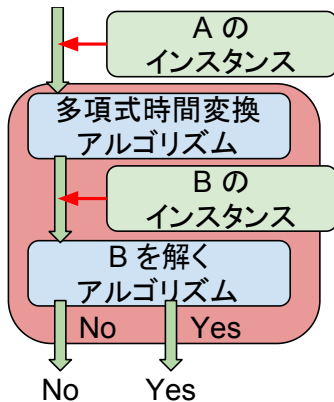 A の
インスタンス
多項式時間変換
アルゴリズム
B の
インスタンス
B を解く
アルゴリズム
No Yes
No Yes